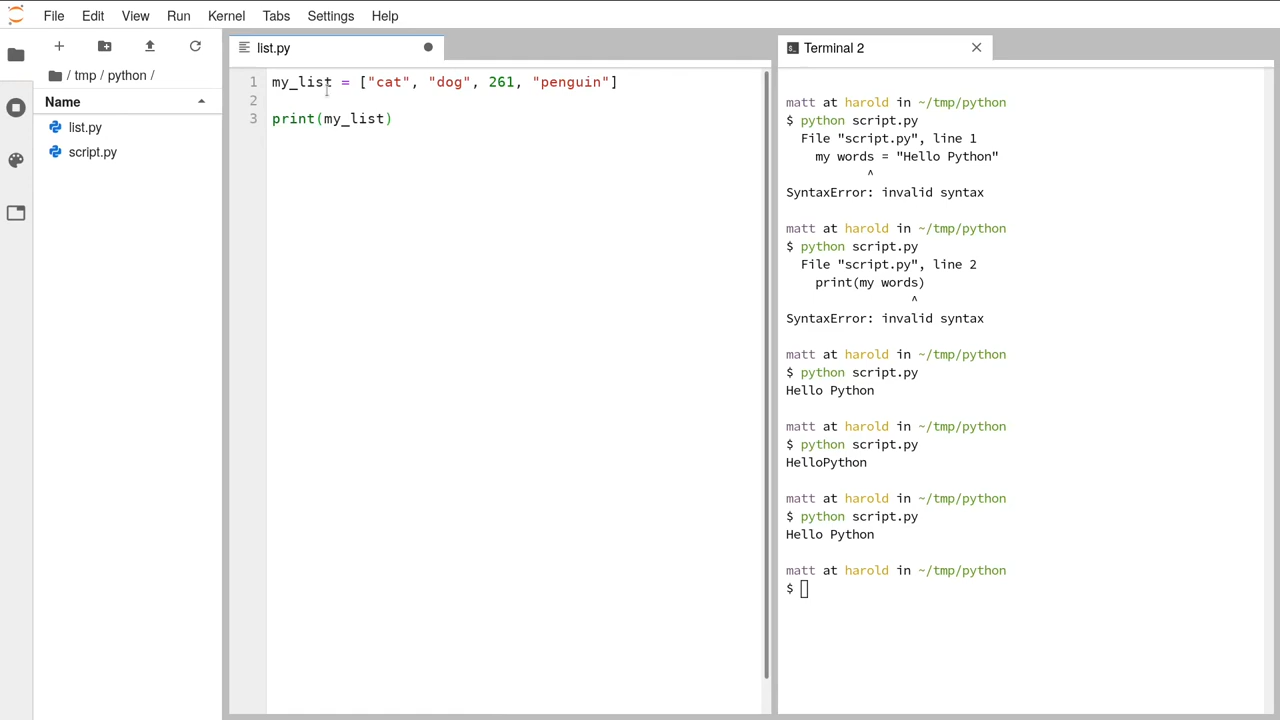 File Edit View Run Kernel Tabs Settings Help
/ tmp / python /
Name
list.py
script.py
list.py
1 my_list = ["cat", "dog", 261, "penguin"]
2
3 print(my_list)
Terminal 2
matt at harold in ~/tmp/python
$ python script.py
File "script.py", line 1
my words = "Hello Python"
^
SyntaxError: invalid syntax
matt at harold in ~/tmp/python
$ python script.py
File "script.py", line 2
print(my words)
^
SyntaxError: invalid syntax
matt at harold in ~/tmp/python
$ python script.py
Hello Python
matt at harold in ~/tmp/python
$ python script.py
HelloPython
matt at harold in ~/tmp/python
$ python script.py
Hello Python
matt at harold in ~/tmp/python
$